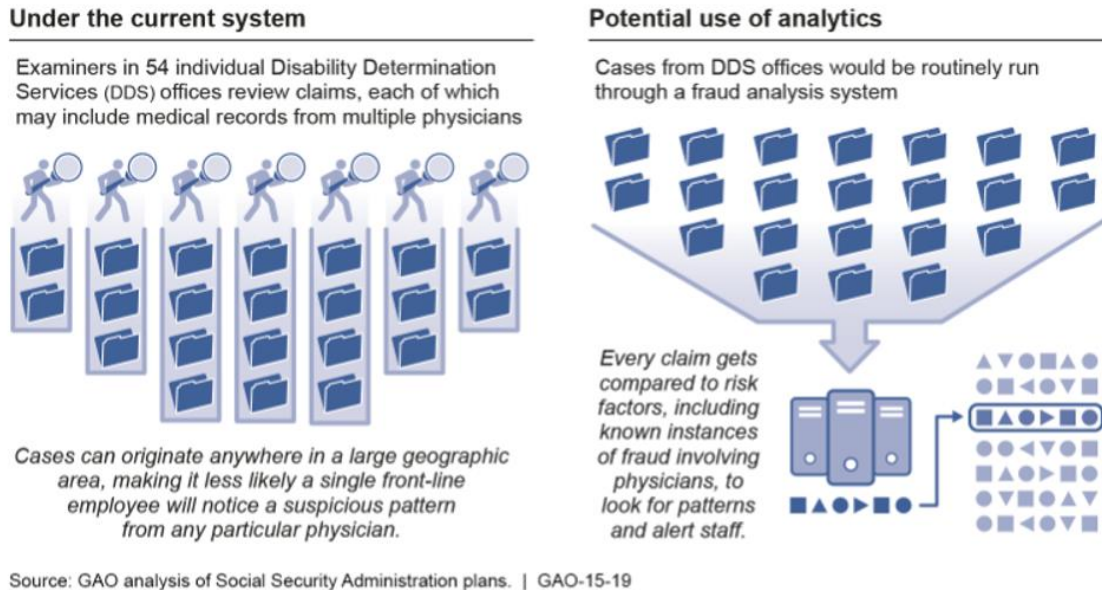 Under the current system
Examiners in 54 individual Disability Determination
Services (DDS) offices review claims, each of which
may include medical records from multiple physicians
Cases can originate anywhere in a large geographic
area, making it less likely a single front-line
employee will notice a suspicious pattern
from any particular physician.
Potential use of analytics
Cases from DDS offices would be routinely run
through a fraud analysis system
Every claim gets
compared to risk
factors, including
known instances
of fraud involving
physicians, to
look for patterns
and alert staff.
Source: GAO analysis of Social Security Administration plans. | GAO-15-19